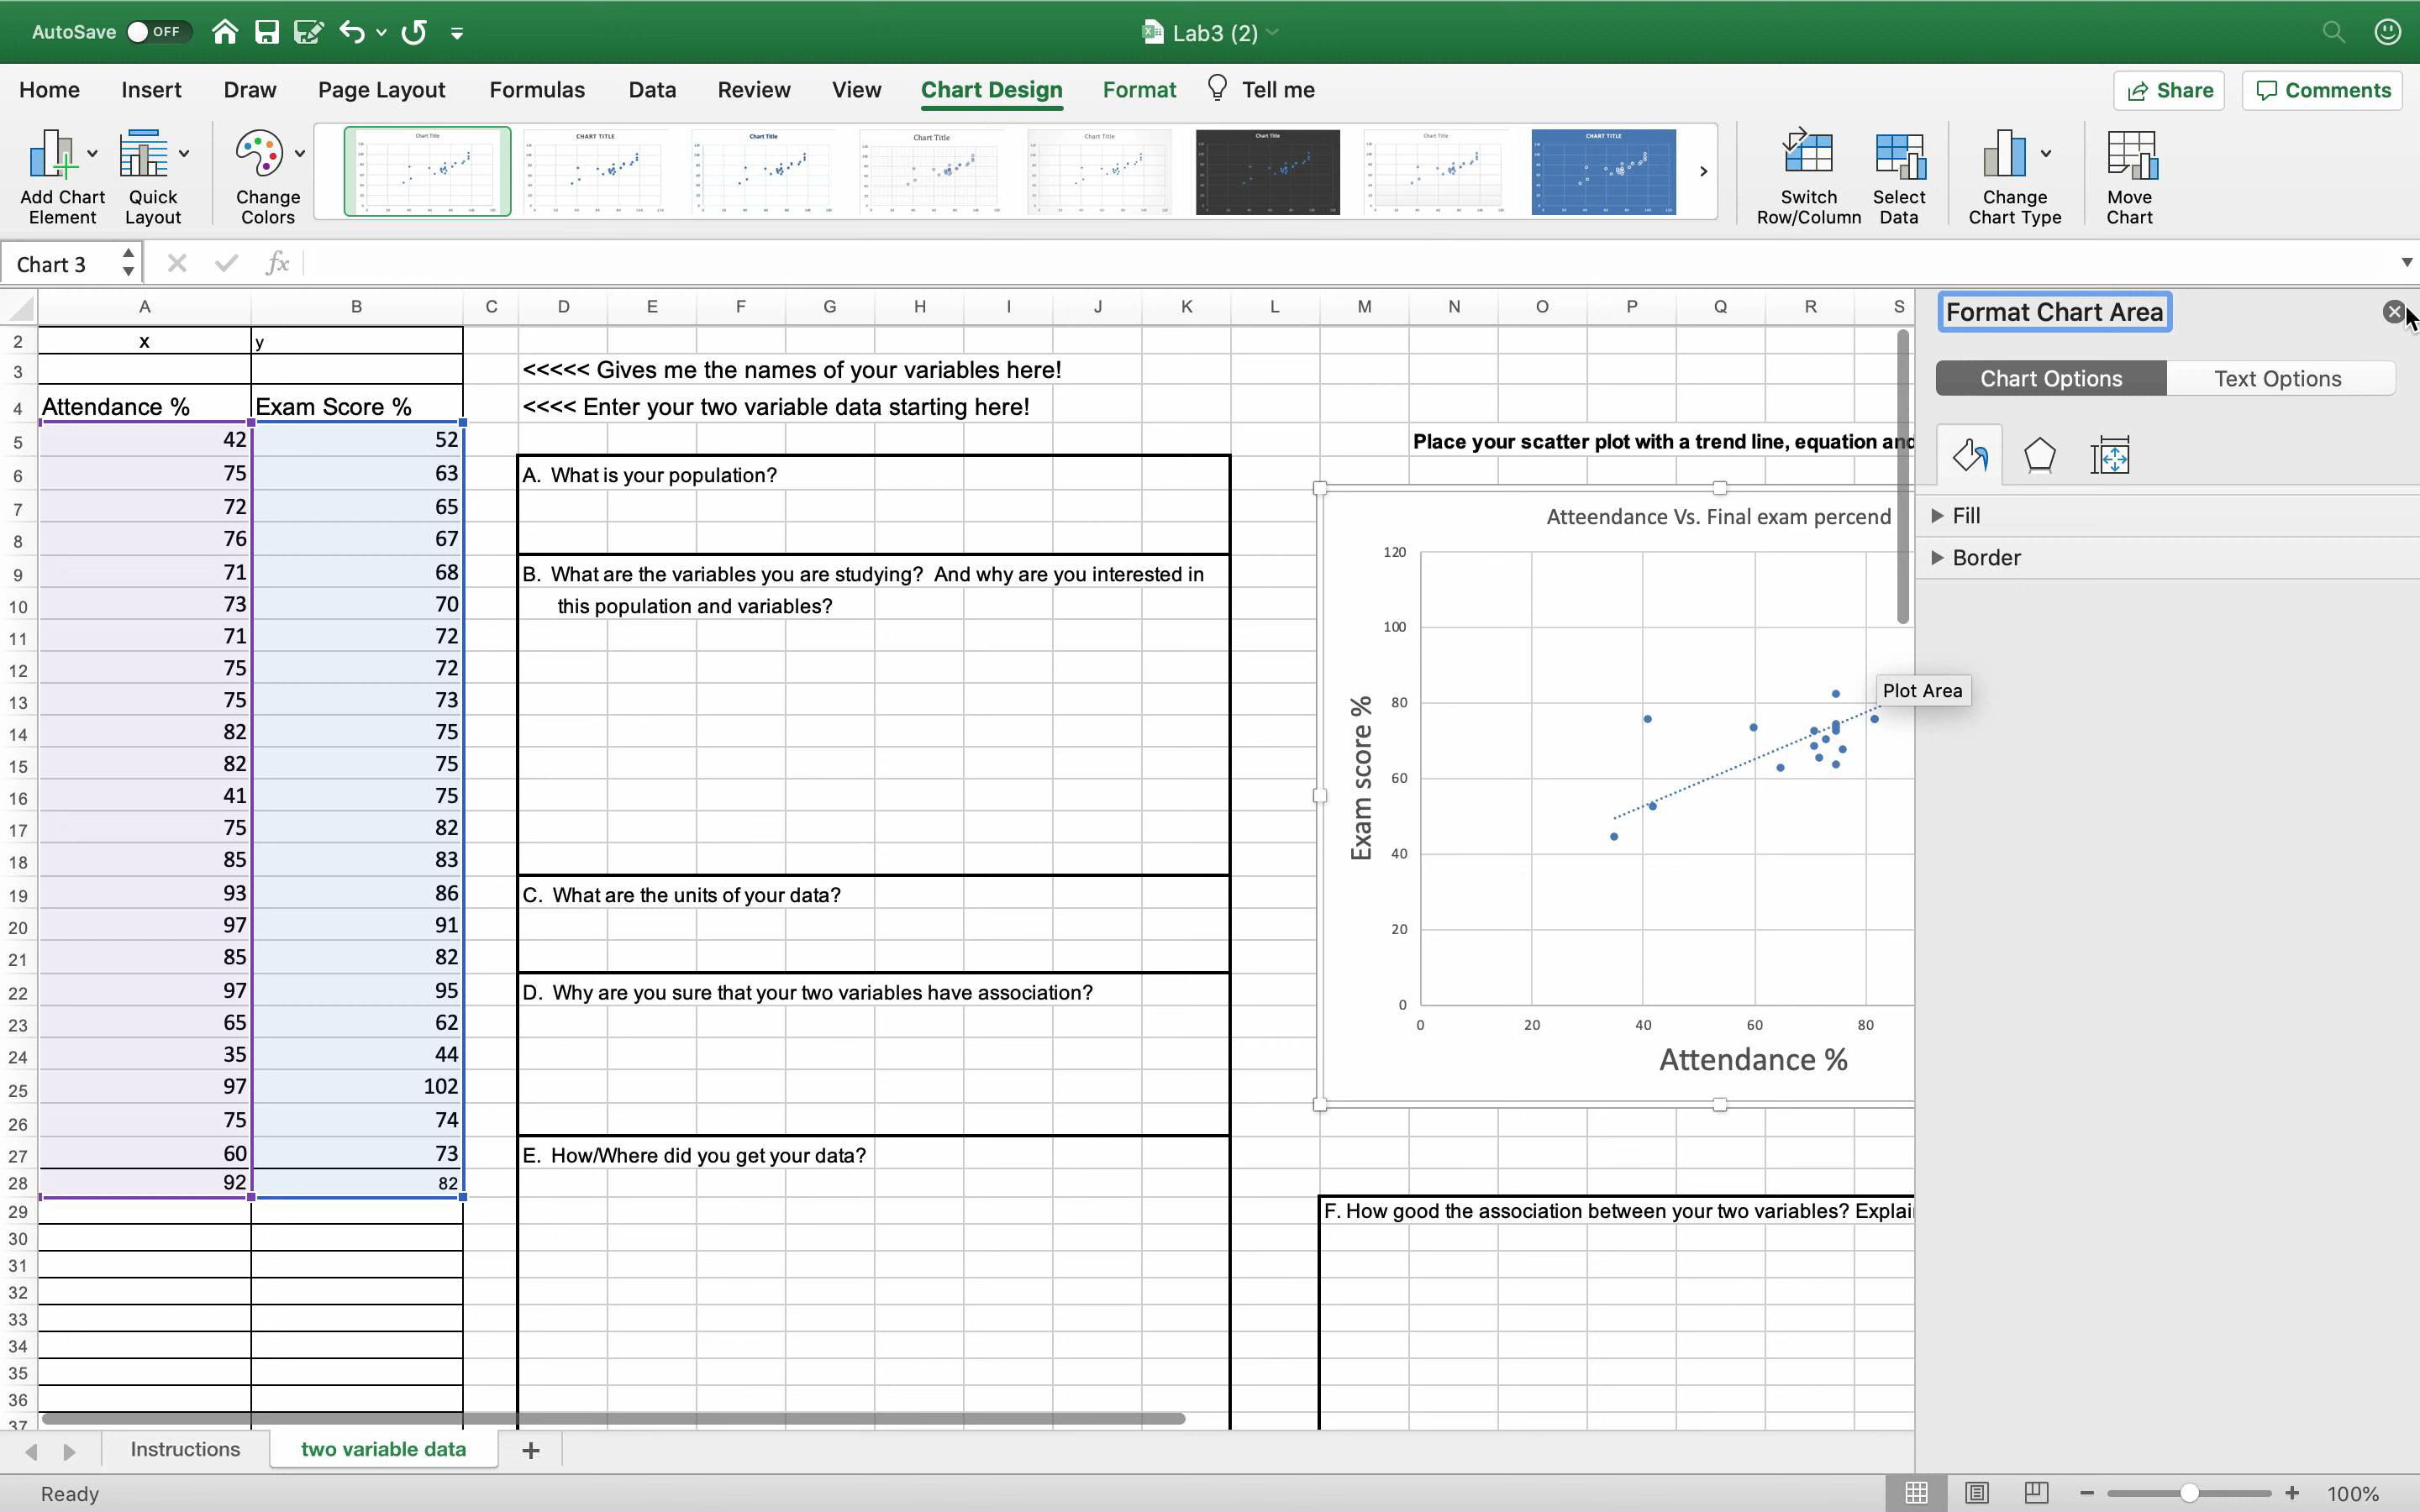 AutoSave OFF Lab3 (2)
Home Insert Draw Page Layout Formulas Data Review View Chart Design Format Tell me Share Comments
Add Chart Element Quick Layout Change Colors Switch Row/Column Select Data Change Chart Type Move Chart
Chart 3 fx
A B C D E F G H I J K L M N O P Q R S
2 x y
3 <<<<< Gives me the names of your variables here!
4 Attendance % Exam Score % <<<< Enter your two variable data starting here!
5 42 52 Place your scatter plot with a trend line, equation and
6 75 63 A. What is your population?
7 72 65
8 76 67
9 71 68 B. What are the variables you are studying? And why are you interested in
10 73 70 this population and variables?
11 71 72
12 75 72
13 75 73
14 82 75
15 82 75
16 41 75
17 75 82
18 85 83
19 93 86 C. What are the units of your data?
20 97 91
21 85 82
22 97 95 D. Why are you sure that your two variables have association?
23 65 62
24 35 44
25 97 102
26 75 74
27 60 73 E. How/Where did you get your data?
28 92 82
29 F. How good the association between your two variables? Explai
30
31
32
33
34
35
36
37
Atteendance Vs. Final exam percend
120
100
80
60
40
20
0
0 20 40 60 80
Exam score %
Attendance %
Plot Area
Format Chart Area
Chart Options Text Options
Fill
Border
Instructions two variable data +
Ready 100%